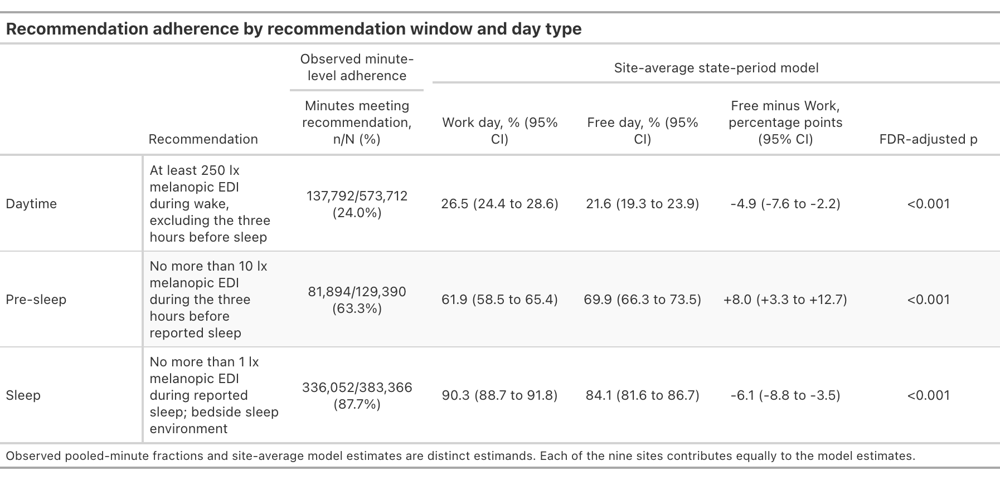 Recommendation adherence by recommendation window and day type
Observed minute-
level adherence
Site-average state-period model
Recommendation
Minutes meeting
recommendation,
n/N (%)
Work day, % (95%
CI)
Free day, % (95%
CI)
Free minus Work,
percentage points
(95% CI)
FDR-adjusted p
Daytime
At least 250 lx
melanopic EDI
during wake,
excluding the three
hours before sleep
137,792/573,712
(24.0%)
26.5 (24.4 to 28.6)
21.6 (19.3 to 23.9)
-4.9 (-7.6 to -2.2)
<0.001
Pre-sleep
No more than 10 lx
melanopic EDI
during the three
hours before
reported sleep
81,894/129,390
(63.3%)
61.9 (58.5 to 65.4)
69.9 (66.3 to 73.5)
+8.0 (+3.3 to +12.7)
<0.001
Sleep
No more than 1 lx
melanopic EDI
during reported
sleep; bedside sleep
environment
336,052/383,366
(87.7%)
90.3 (88.7 to 91.8)
84.1 (81.6 to 86.7)
-6.1 (-8.8 to -3.5)
<0.001
Observed pooled-minute fractions and site-average model estimates are distinct estimands. Each of the nine sites contributes equally to the model estimates.